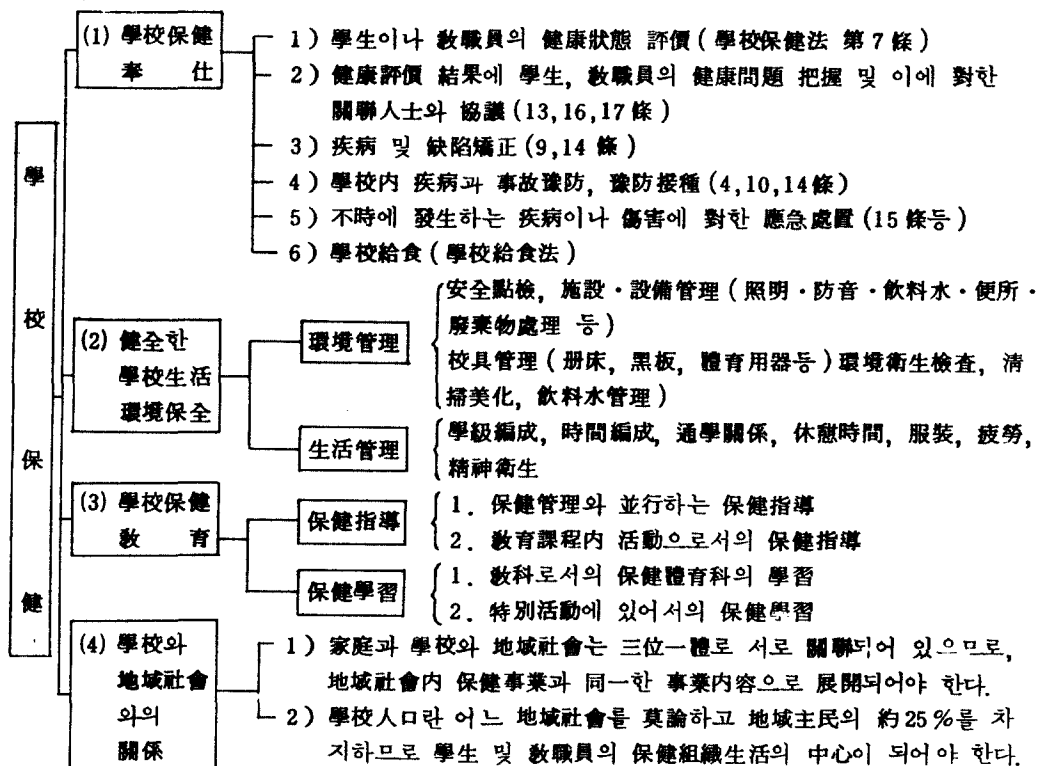 學校保健
(1) 學校保健
奉仕
1) 學生이나 敎職員의 健康狀態 評價 (學校保健法 第7條)
2) 健康評價 結果에 學生, 敎職員의 健康問題 把握 및 이에 對한
關聯人士와 協議 (13,16,17條)
3) 疾病 및 缺陷矯正 (9,14條)
4) 學校內 疾病과 事故豫防, 豫防接種 (4,10,14條)
5) 不時에 發生하는 疾病이나 傷害에 對한 應急處置 (15條등)
6) 學校給食 (學校給食法)
(2) 健全한
學校生活
環境保全
環境管理
安全點檢, 施設·設備管理 (照明·防音·飮料水·便所·
廢棄物處理 등)
校具管理 (册床, 黑板, 體育用器등) 環境衛生檢査, 淸
掃美化, 飮料水管理)
生活管理
學級編成, 時間編成, 通學關係, 休憩時間, 服裝, 疲勞,
精神衛生
(3) 學校保健
敎育
保健指導
1. 保健管理와 並行하는 保健指導
2. 敎育課程內 活動으로서의 保健指導
保健學習
1. 敎科로서의 保健體育科의 學習
2. 特別活動에 있어서의 保健學習
(4) 學校와
地域社會
와의
關係
1) 家庭과 學校와 地域社會는 三位一體로 서로 關聯되어 있으므로,
地域社會內 保健事業과 同一한 事業內容으로 展開되어야 한다.
2) 學校人口란 어느 地域社會를 莫論하고 地域主民의 約25%를 차
지하므로 學生 및 敎職員의 保健組織生活의 中心이 되어야 한다.